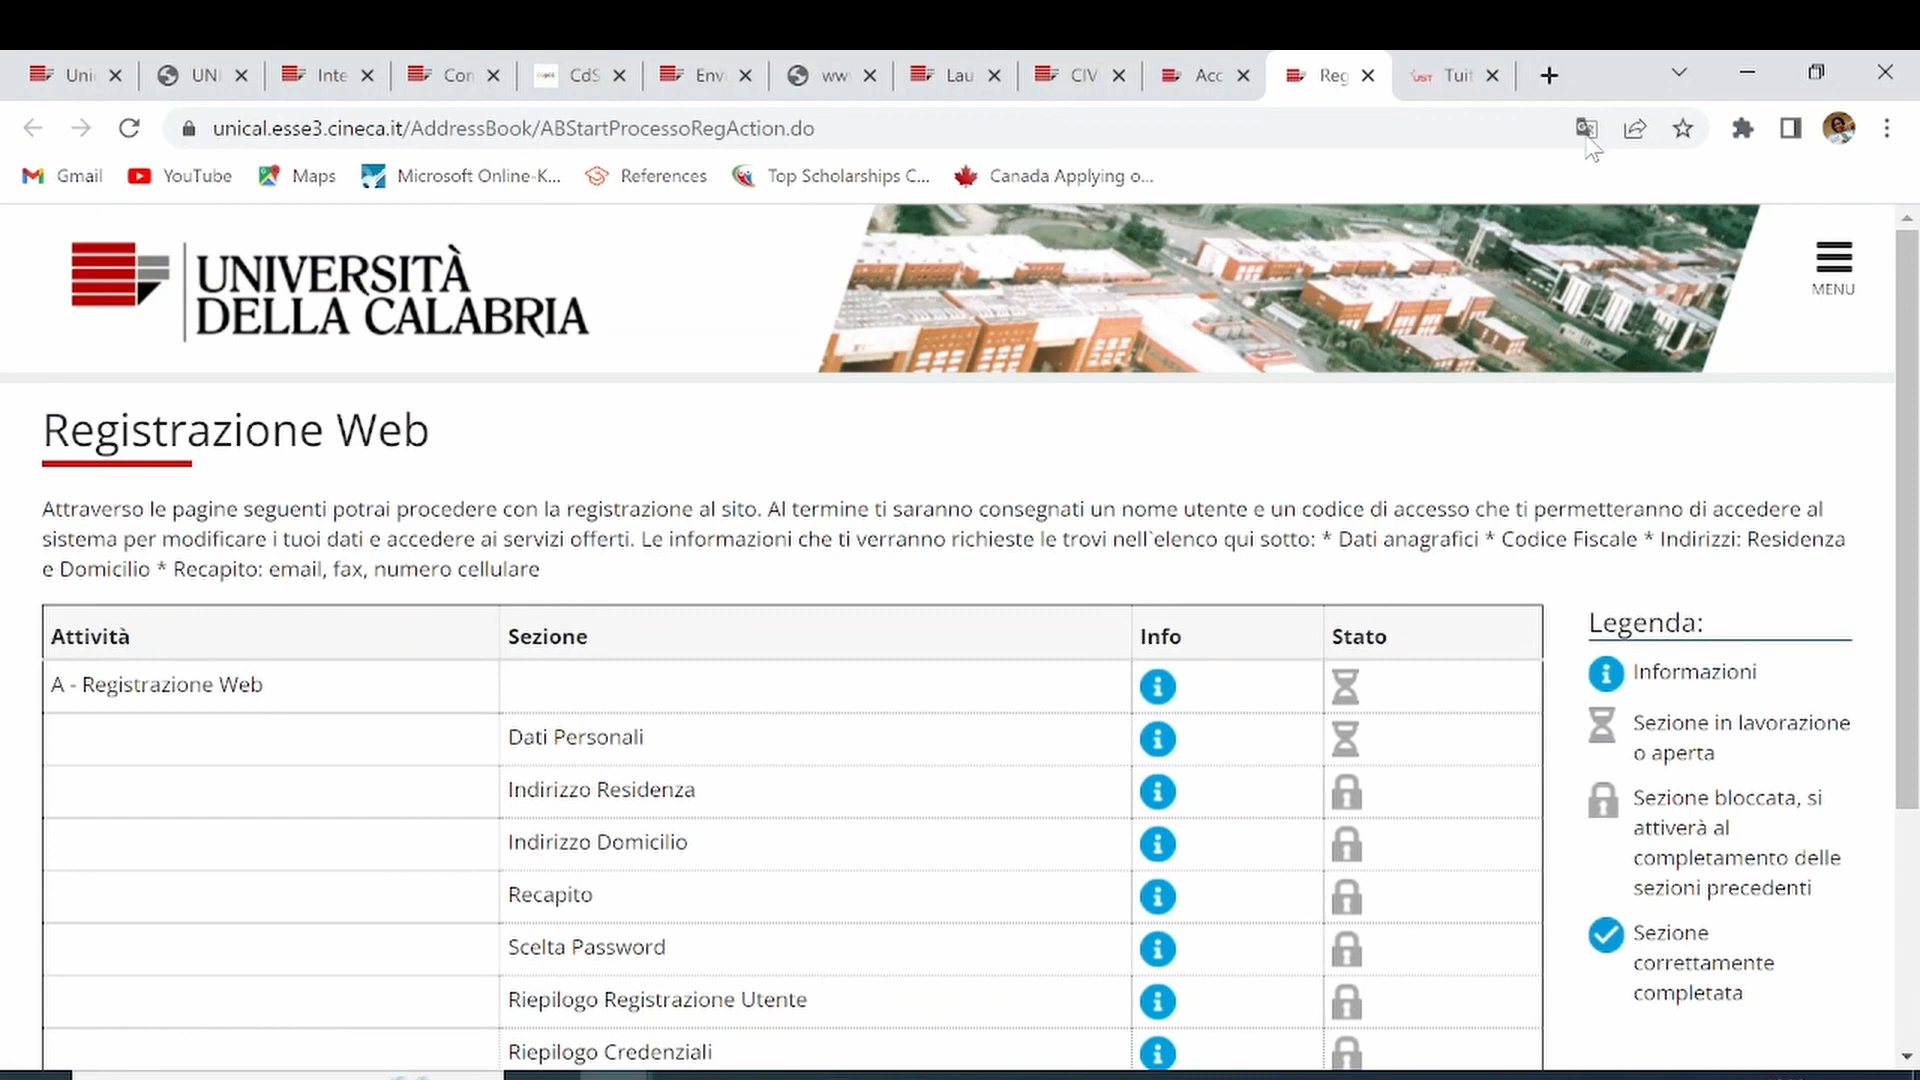 Uni
UNI
Inte
Con
CdS
Env
ww
Lau
CIV
Acc
Reg
UST Tuit
unical.esse3.cineca.it/AddressBook/ABStartProcessoRegAction.do
Gmail
YouTube
Maps
Microsoft Online-K...
References
Top Scholarships C...
Canada Applying o...
UNIVERSITÀ
DELLA CALABRIA
MENU
Registrazione Web
Attraverso le pagine seguenti potrai procedere con la registrazione al sito. Al termine ti saranno consegnati un nome utente e un codice di accesso che ti permetteranno di accedere al
sistema per modificare i tuoi dati e accedere ai servizi offerti. Le informazioni che ti verranno richieste le trovi nell`elenco qui sotto: * Dati anagrafici * Codice Fiscale * Indirizzi: Residenza
e Domicilio * Recapito: email, fax, numero cellulare
Attività Sezione Info Stato
A - Registrazione Web
Dati Personali
Indirizzo Residenza
Indirizzo Domicilio
Recapito
Scelta Password
Riepilogo Registrazione Utente
Riepilogo Credenziali
Legenda:
Informazioni
Sezione in lavorazione
o aperta
Sezione bloccata, si
attiverà al
completamento delle
sezioni precedenti
Sezione
correttamente
completata